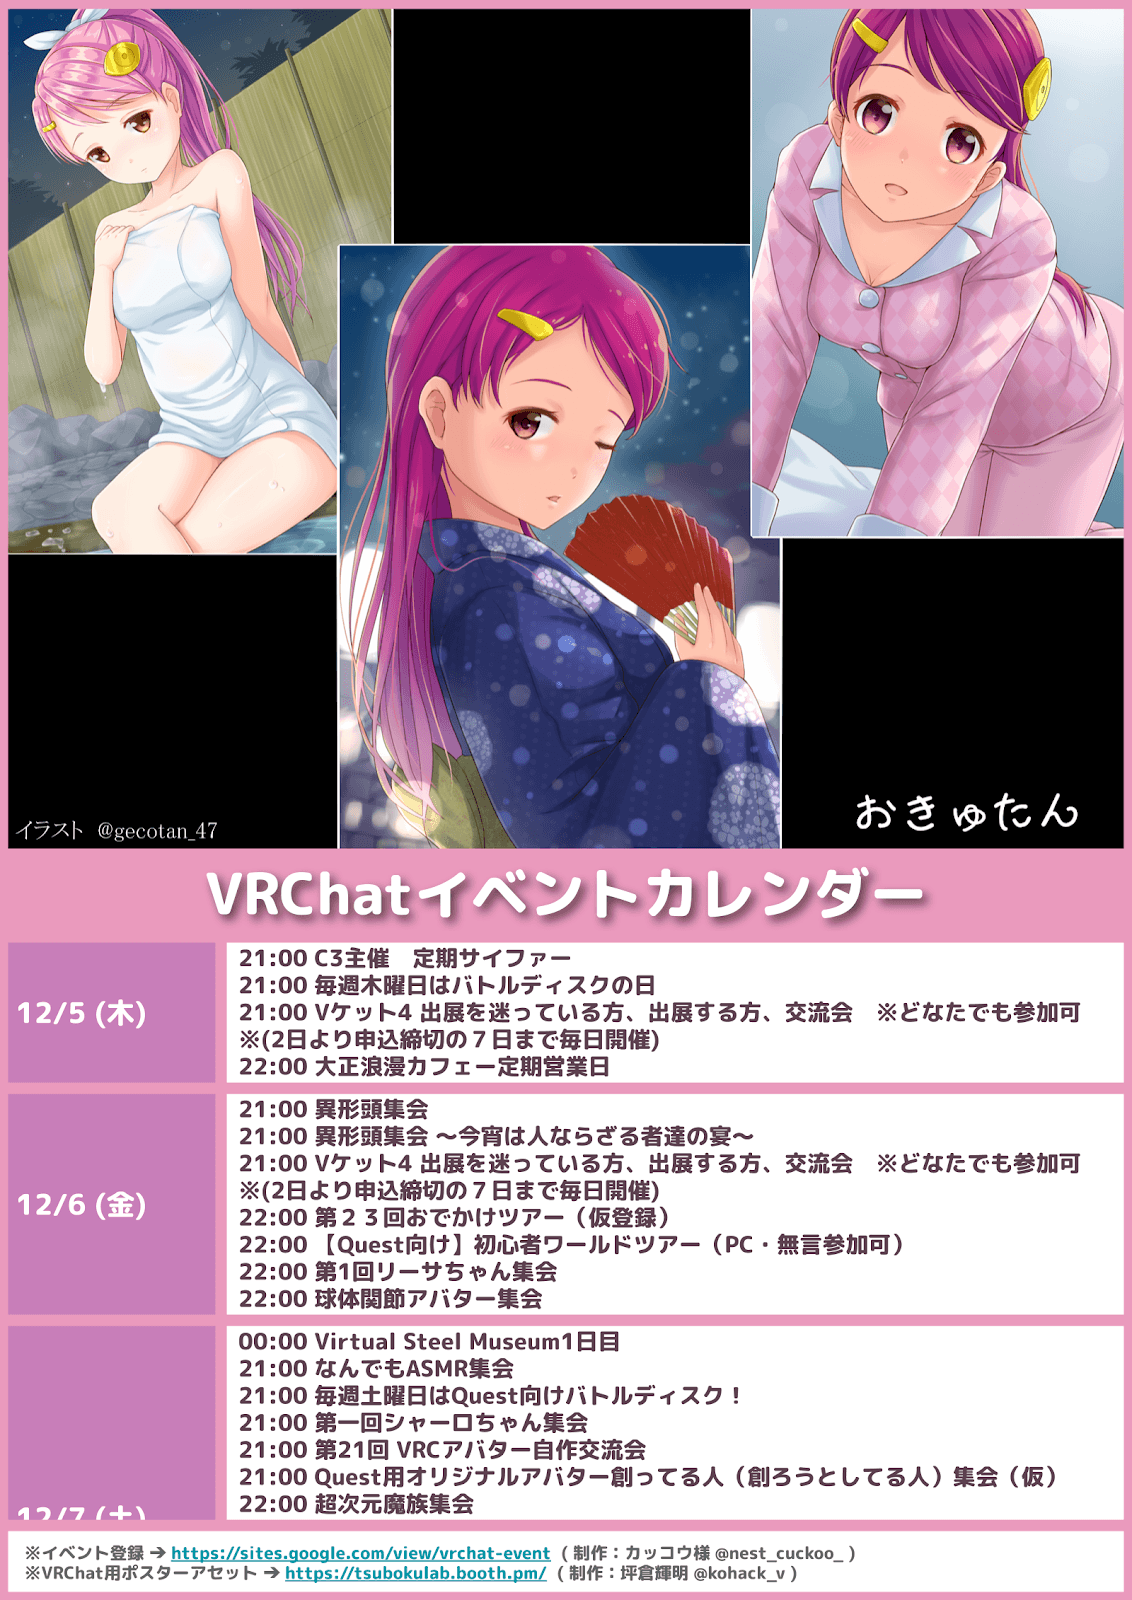 イラスト @gecotan_47
おきゅたん
VRChatイベントカレンダー
12/5 (木)
21:00 C3主催　定期サイファー
21:00 毎週木曜日はバトルディスクの日
21:00 Vケット4 出展を迷っている方、出展する方、交流会　※どなたでも参加可
※(2日より申込締切の７日まで毎日開催)
22:00 大正浪漫カフェー定期営業日
12/6 (金)
21:00 異形頭集会
21:00 異形頭集会 ～今宵は人ならざる者達の宴～
21:00 Vケット4 出展を迷っている方、出展する方、交流会　※どなたでも参加可
※(2日より申込締切の７日まで毎日開催)
22:00 第２３回おでかけツアー（仮登録）
22:00 【Quest向け】初心者ワールドツアー（PC・無言参加可）
22:00 第1回リーサちゃん集会
22:00 球体関節アバター集会
12/7 (土)
00:00 Virtual Steel Museum1日目
21:00 なんでもASMR集会
21:00 毎週土曜日はQuest向けバトルディスク！
21:00 第一回シャーロちゃん集会
21:00 第21回 VRCアバター自作交流会
21:00 Quest用オリジナルアバター創ってる人（創ろうとしてる人）集会（仮）
22:00 超次元魔族集会
※イベント登録 → https://sites.google.com/view/vrchat-event （制作：カッコウ様 @nest_cuckoo_ ）
※VRChat用ポスターアセット → https://tsubokulab.booth.pm/ （制作：坪倉輝明 @kohack_v ）